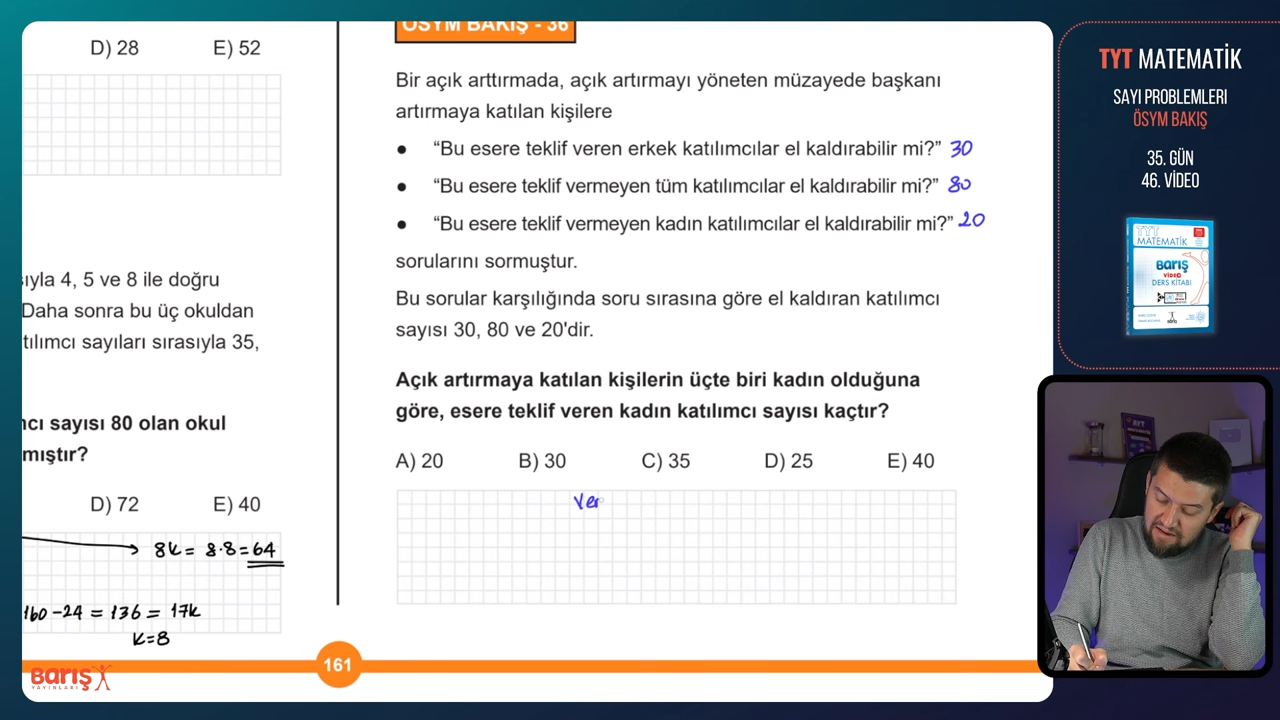 ÖSYM BAKIŞ - 36
D) 28 E) 52
ısıyla 4, 5 ve 8 ile doğru
Daha sonra bu üç okuldan
tılımcı sayıları sırasıyla 35,
ncı sayısı 80 olan okul
mıştır?
D) 72 E) 40
8k = 8.8 = 64
160 - 24 = 136 = 17k
k=8
Bir açık arttırmada, açık artırmayı yöneten müzayede başkanı
artırmaya katılan kişilere
● “Bu esere teklif veren erkek katılımcılar el kaldırabilir mi?” 30
● “Bu esere teklif vermeyen tüm katılımcılar el kaldırabilir mi?” 80
● “Bu esere teklif vermeyen kadın katılımcılar el kaldırabilir mi?” 20
sorularını sormuştur.
Bu sorular karşılığında soru sırasına göre el kaldıran katılımcı
sayısı 30, 80 ve 20'dir.
Açık artırmaya katılan kişilerin üçte biri kadın olduğuna
göre, esere teklif veren kadın katılımcı sayısı kaçtır?
A) 20 B) 30 C) 35 D) 25 E) 40
Ver
161
BARIŞ
YAYINLARI
TYT MATEMATİK
SAYI PROBLEMLERI
ÖSYM BAKIŞ
35. GÜN
46. VİDEO
TYT
MATEMATİK
BARIŞ
VİDEO
DERS KİTABI